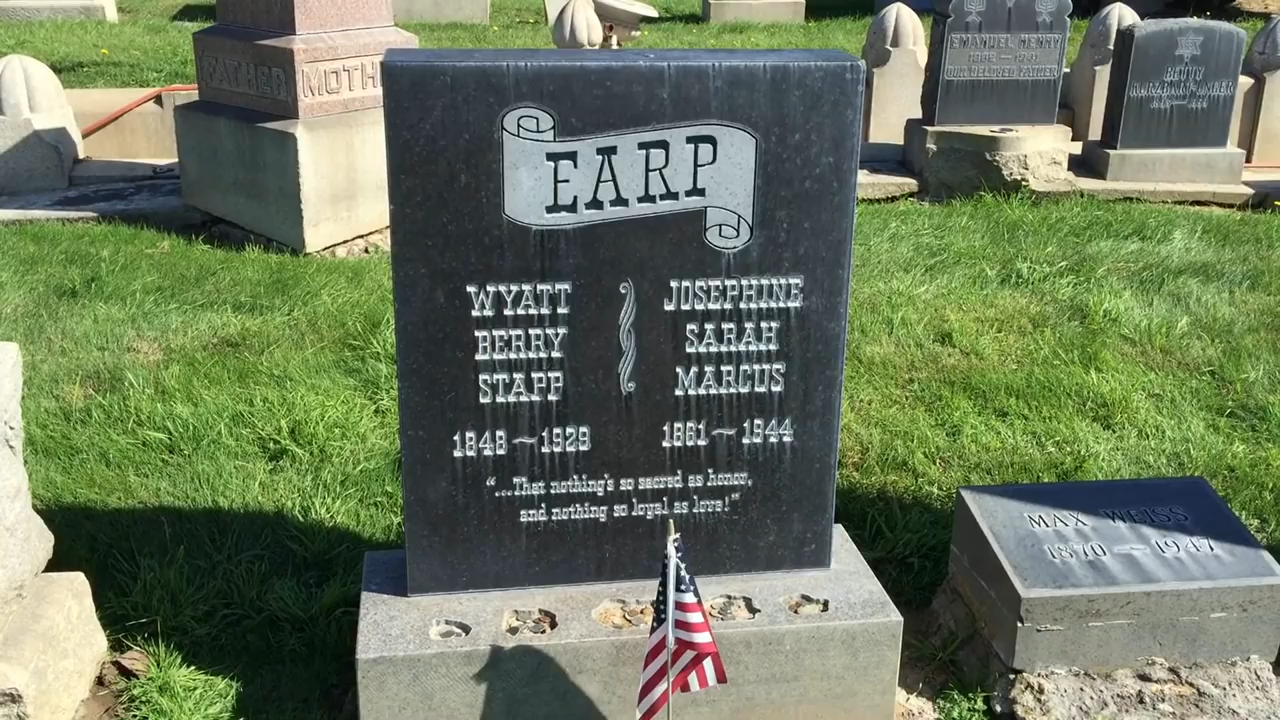 FATHER
MOTH
EMANUEL HENRY
OUR BELOVED FATHER
BETTY
EARP
WYATT
BERRY
STAPP
1848 ~ 1929
JOSEPHINE
SARAH
MARCUS
1861 ~ 1944
“...That nothing's so sacred as honor,
and nothing so loyal as love!”
MAX WEISS
1870 — 1947